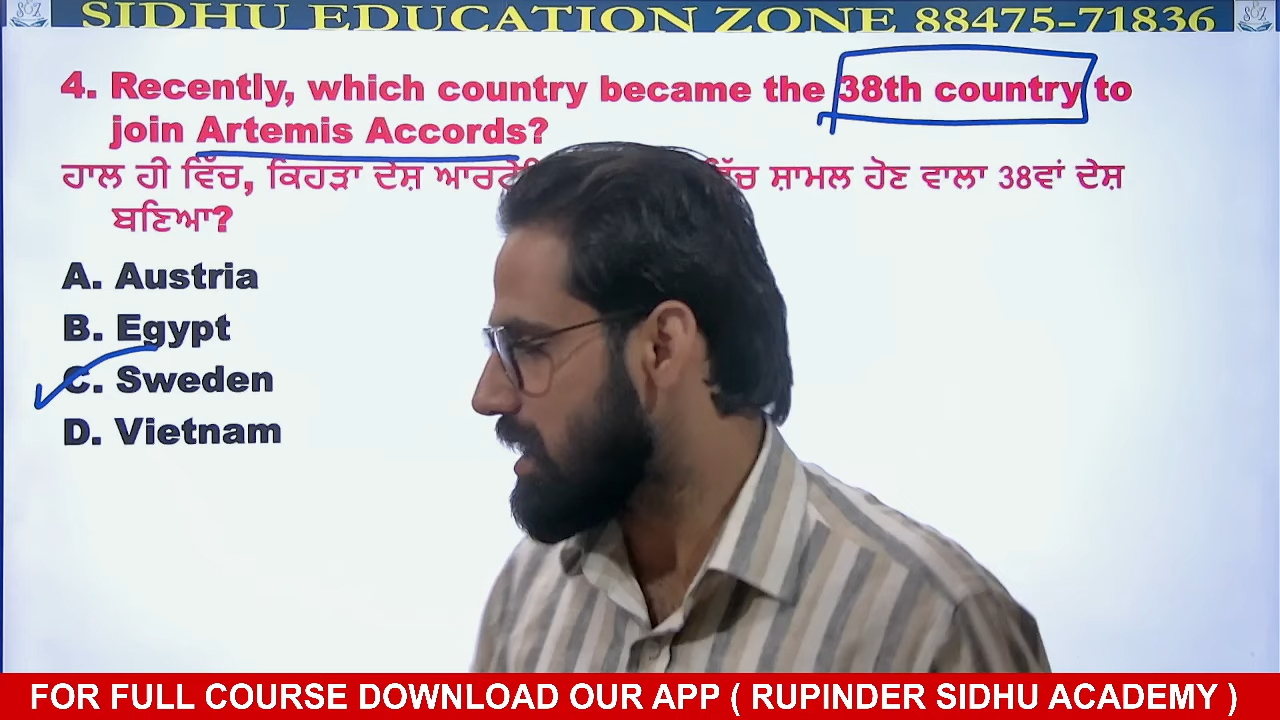 SIDHU EDUCATION ZONE 88475-71836
4. Recently, which country became the 38th country to
join Artemis Accords?
ਹਾਲ ਹੀ ਵਿੱਚ, ਕਿਹੜਾ ਦੇਸ਼ ਸ਼ਾਮਲ ਹੋਣ ਵਾਲਾ 38ਵਾਂ ਦੇਸ਼
ਬਣਿਆ?
A. Austria
B. Egypt
C. Sweden
D. Vietnam
FOR FULL COURSE DOWNLOAD OUR APP ( RUPINDER SIDHU ACADEMY )